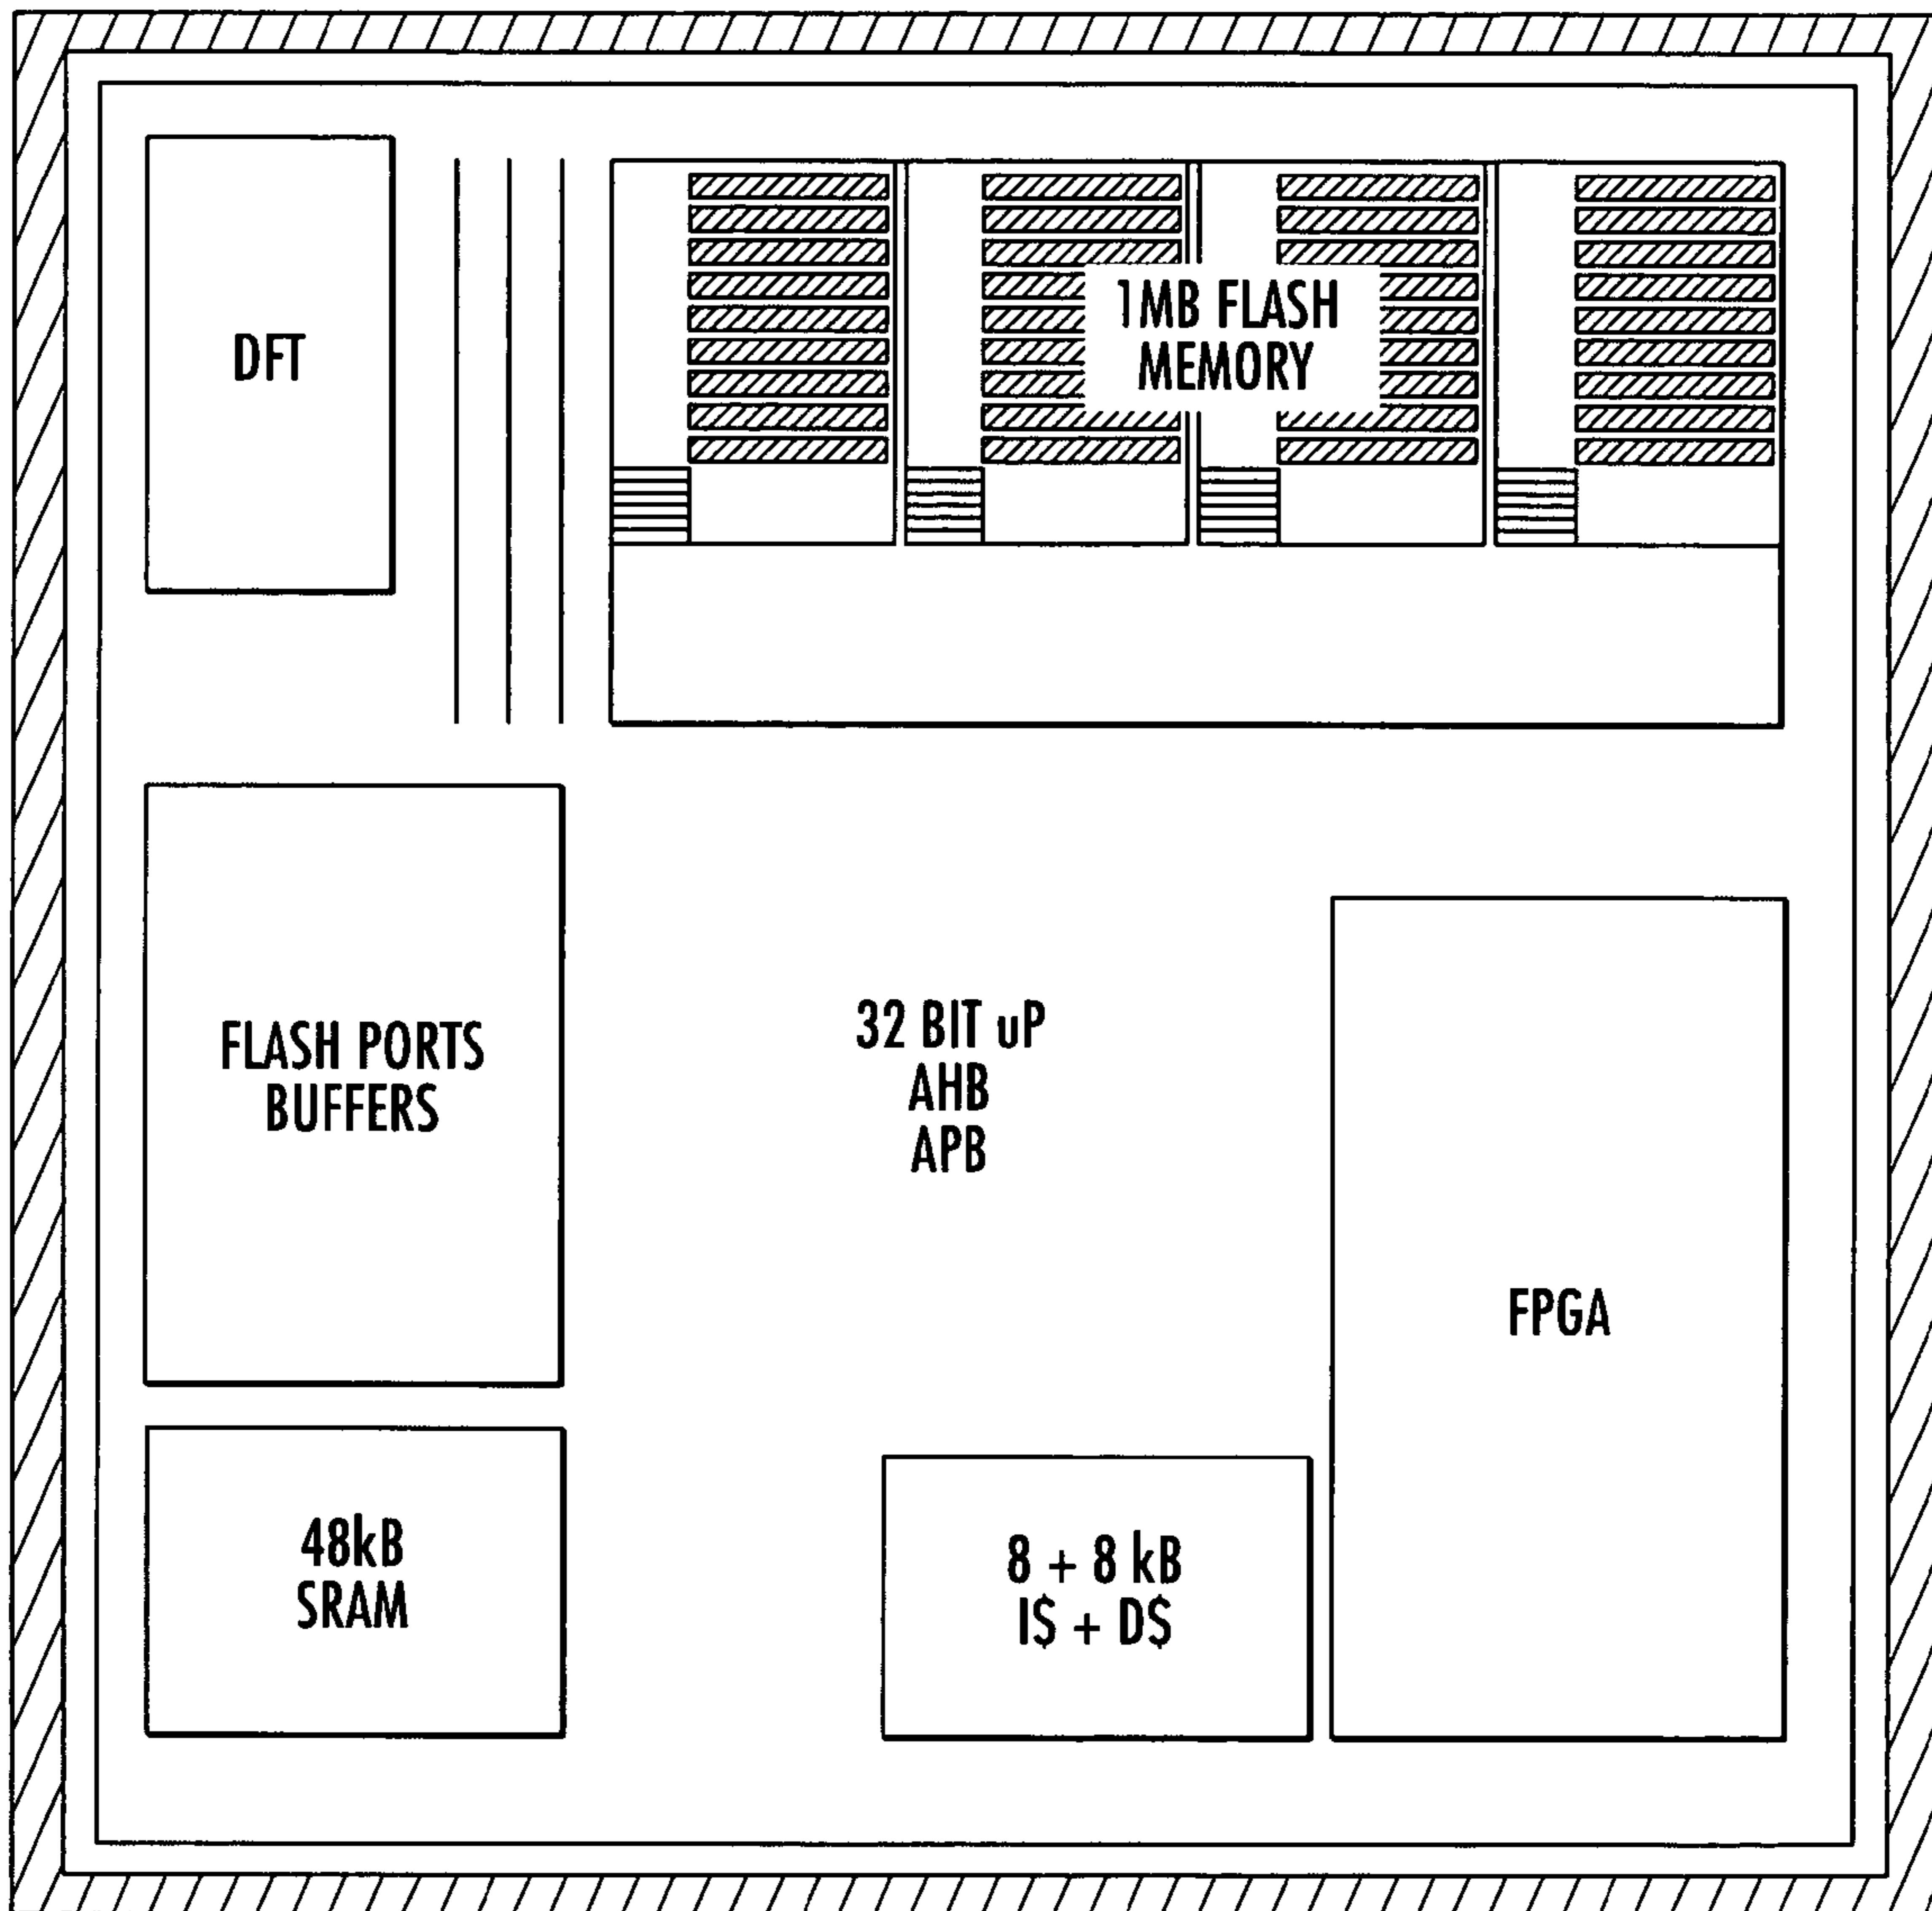 DFT
1MB FLASH
MEMORY
FLASH PORTS
BUFFERS
32 BIT uP
AHB
APB
FPGA
48kB
SRAM
8 + 8 kB
I$ + D$